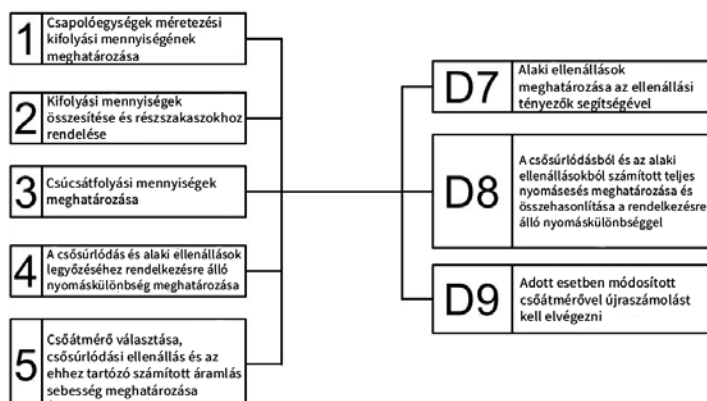 1
Csapolóegységek méretezési
kifolyási mennyiségének
meghatározása
2
Kifolyási mennyiségek
összesítése és részszakaszokhoz
rendelése
3
Csúcsátfolyási mennyiségek
meghatározása
4
A csősúrlódás és alaki ellenállások
legyőzéséhez rendelkezésre álló
nyomáskülönbség meghatározása
5
Csőátmérő választása,
csősúrlódási ellenállás és az
ehhez tartózó számított áramlás
sebesség meghatározása
D7
Alaki ellenállások
meghatározása az ellenállási
tényezők segítségével
D8
A csősúrlódásból és az alaki
ellenállásokból számított teljes
nyomásesés meghatározása és
összehasonlítása a rendelkezésre
álló nyomáskülönbséggel
D9
Adott esetben módosított
csőátmérővel újraszámolást
kell elvégezni